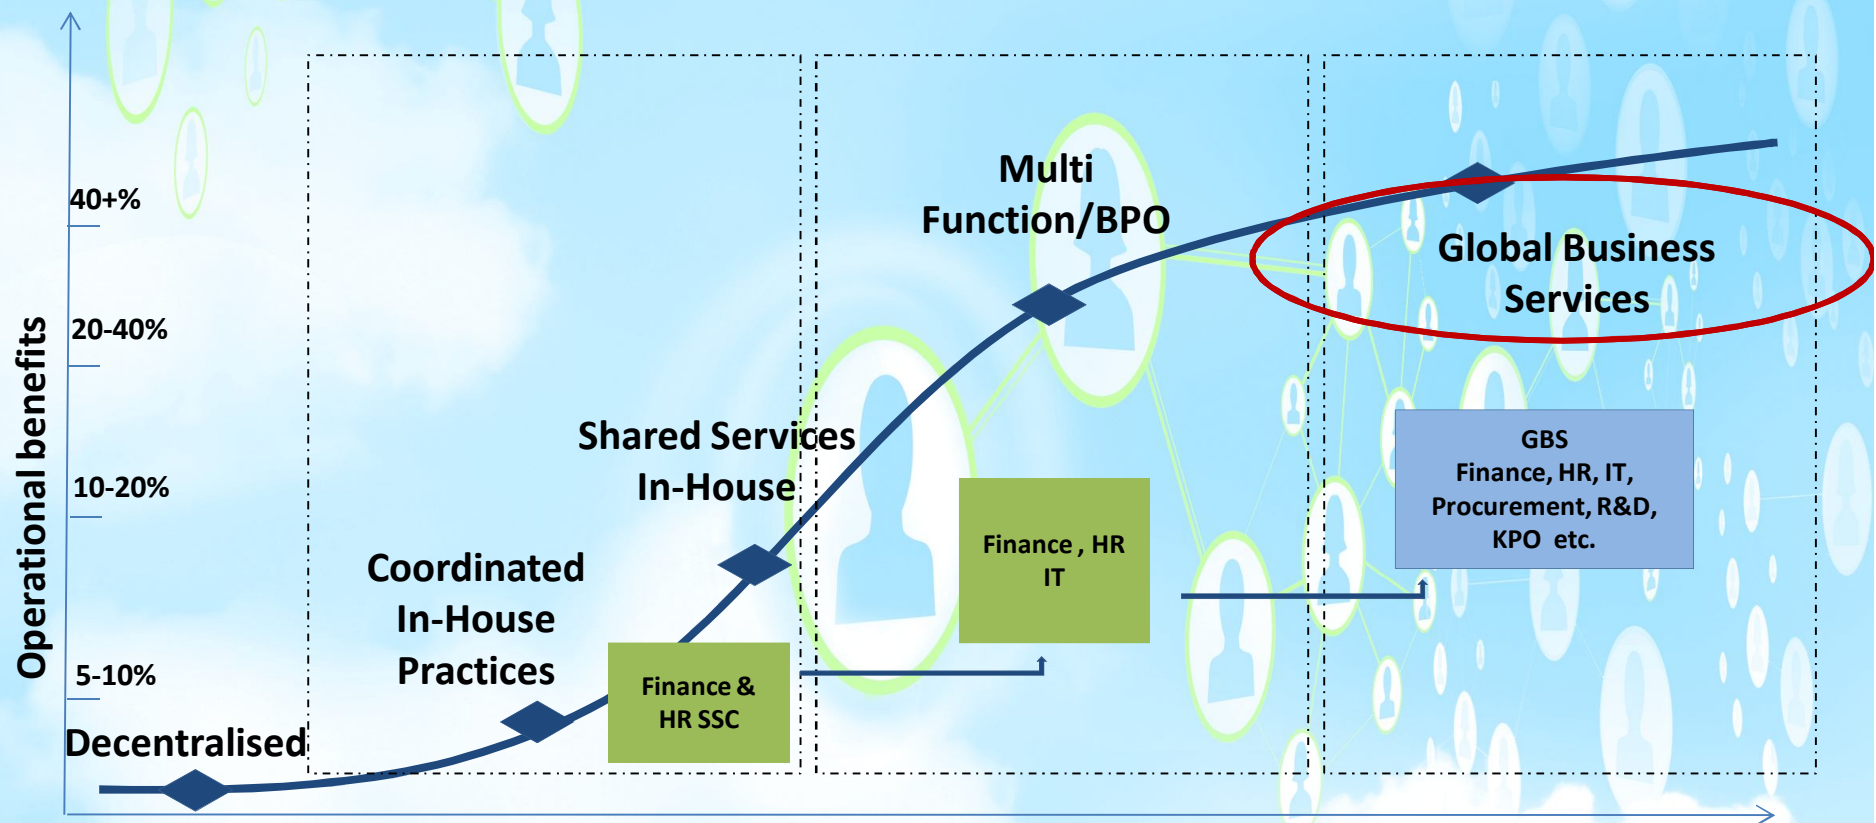 40+%
20-40%
10-20%
5-10%
Operational benefits
Decentralised
Coordinated
In-House
Practices
Shared Services
In-House
Multi
Function/BPO
Global Business
Services
Finance &
HR SSC
Finance , HR
IT
GBS
Finance, HR, IT,
Procurement, R&D,
KPO etc.